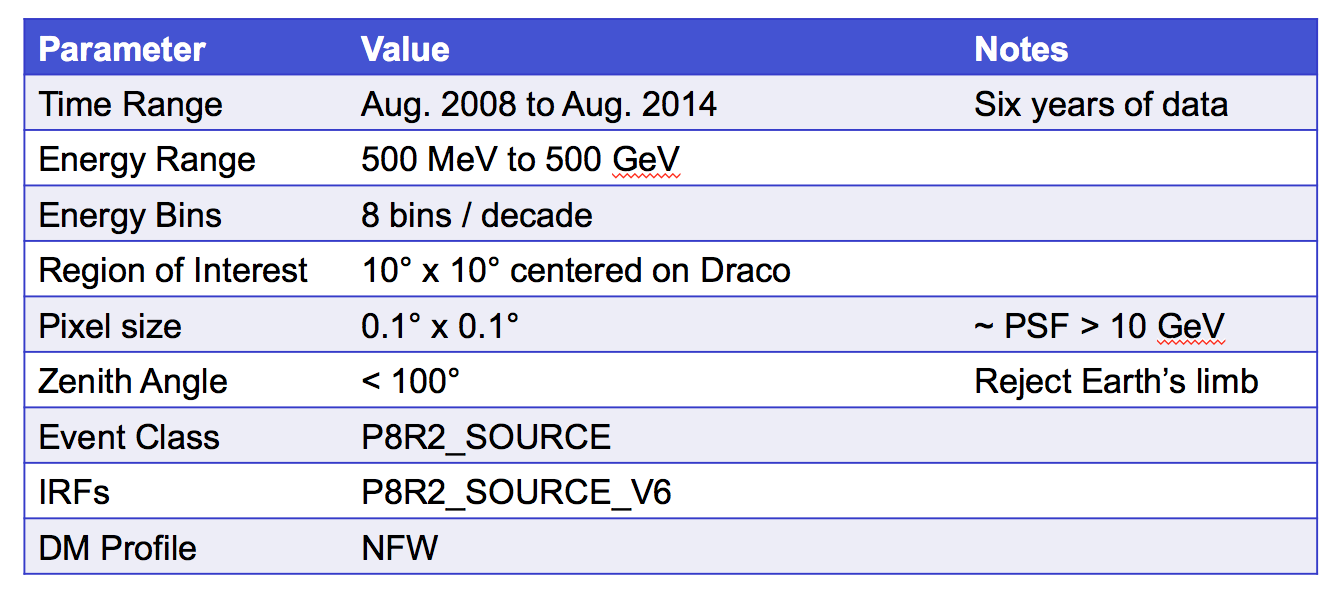 Parameter Value Notes
Time Range Aug. 2008 to Aug. 2014 Six years of data
Energy Range 500 MeV to 500 GeV
Energy Bins 8 bins / decade
Region of Interest 10° x 10° centered on Draco
Pixel size 0.1° x 0.1° ~ PSF > 10 GeV
Zenith Angle < 100° Reject Earth’s limb
Event Class P8R2_SOURCE
IRFs P8R2_SOURCE_V6
DM Profile NFW